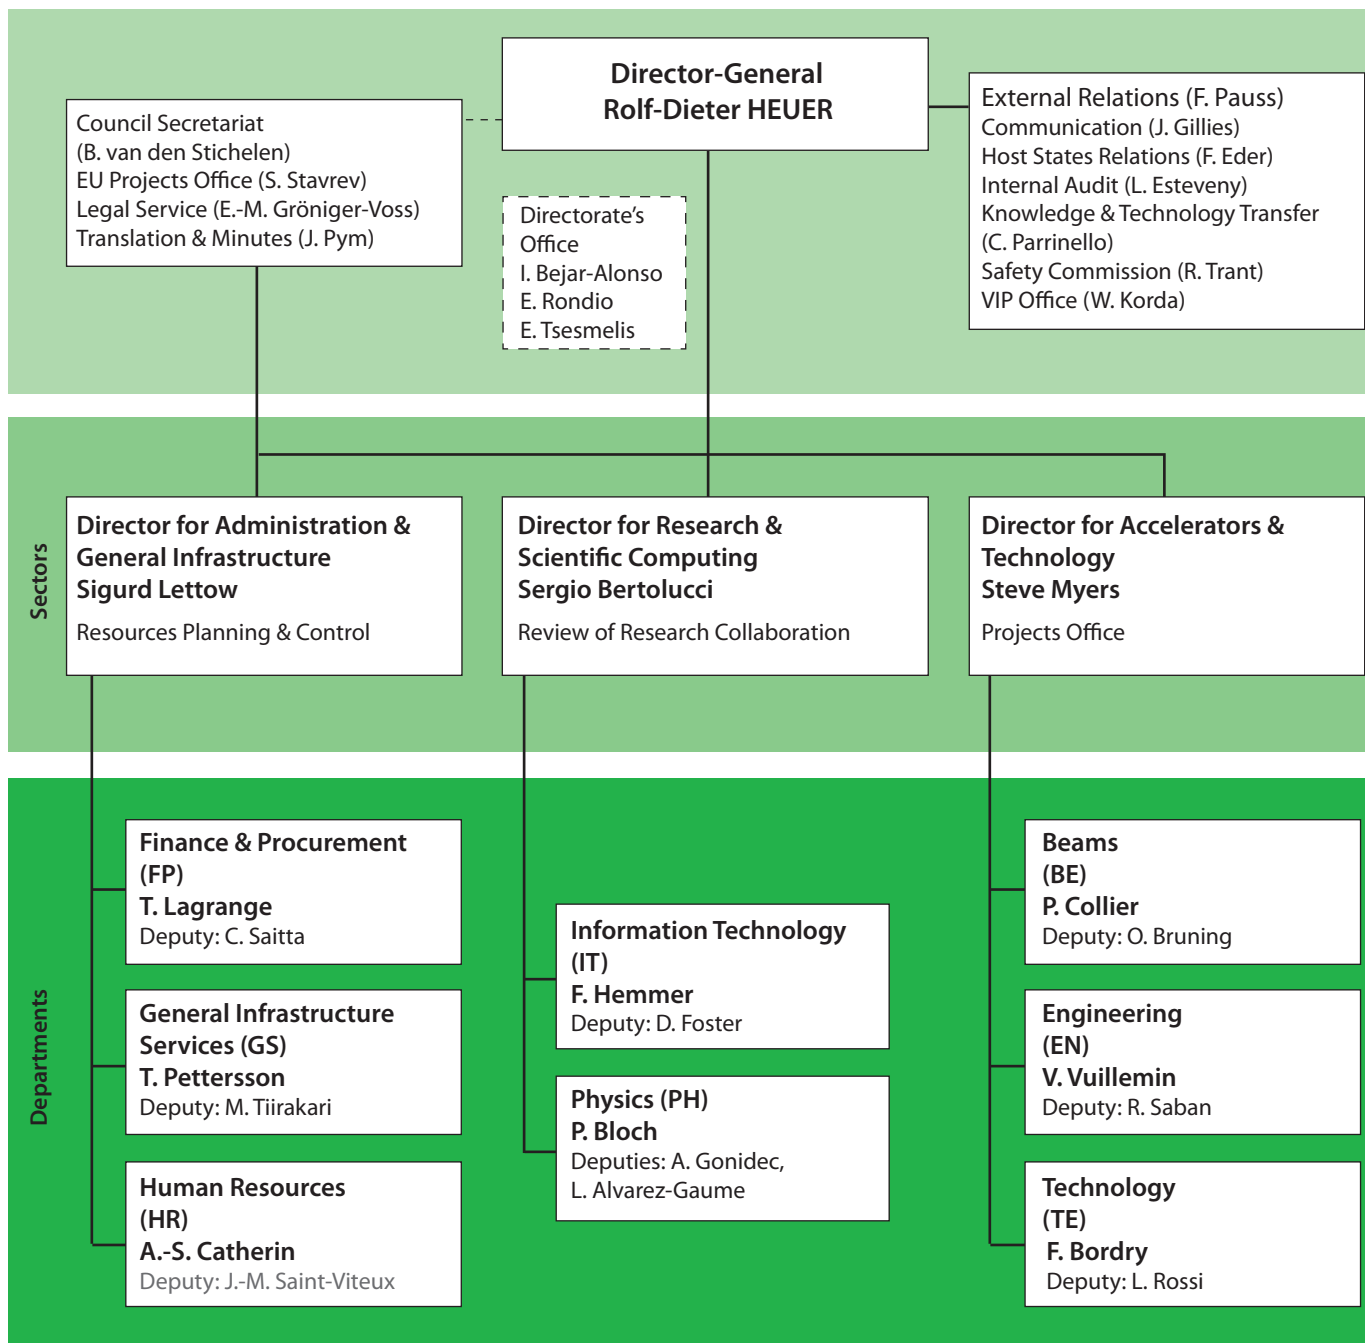 Director-General
Rolf-Dieter HEUER
Council Secretariat
(B. van den Stichelen)
EU Projects Office (S. Stavrev)
Legal Service (E.-M. Gröniger-Voss)
Translation & Minutes (J. Pym)
Directorate's
Office
I. Bejar-Alonso
E. Rondio
E. Tsesmelis
External Relations (F. Pauss)
Communication (J. Gillies)
Host States Relations (F. Eder)
Internal Audit (L. Esteveny)
Knowledge & Technology Transfer
(C. Parrinello)
Safety Commission (R. Trant)
VIP Office (W. Korda)
Sectors
Director for Administration &
General Infrastructure
Sigurd Lettow
Resources Planning & Control
Director for Research &
Scientific Computing
Sergio Bertolucci
Review of Research Collaboration
Director for Accelerators &
Technology
Steve Myers
Projects Office
Departments
Finance & Procurement
(FP)
T. Lagrange
Deputy: C. Saitta
General Infrastructure
Services (GS)
T. Pettersson
Deputy: M. Tiirakari
Human Resources
(HR)
A.-S. Catherin
Deputy: J.-M. Saint-Viteux
Information Technology
(IT)
F. Hemmer
Deputy: D. Foster
Physics (PH)
P. Bloch
Deputies: A. Gonidec,
L. Alvarez-Gaume
Beams
(BE)
P. Collier
Deputy: O. Bruning
Engineering
(EN)
V. Vuillemin
Deputy: R. Saban
Technology
(TE)
F. Bordry
Deputy: L. Rossi